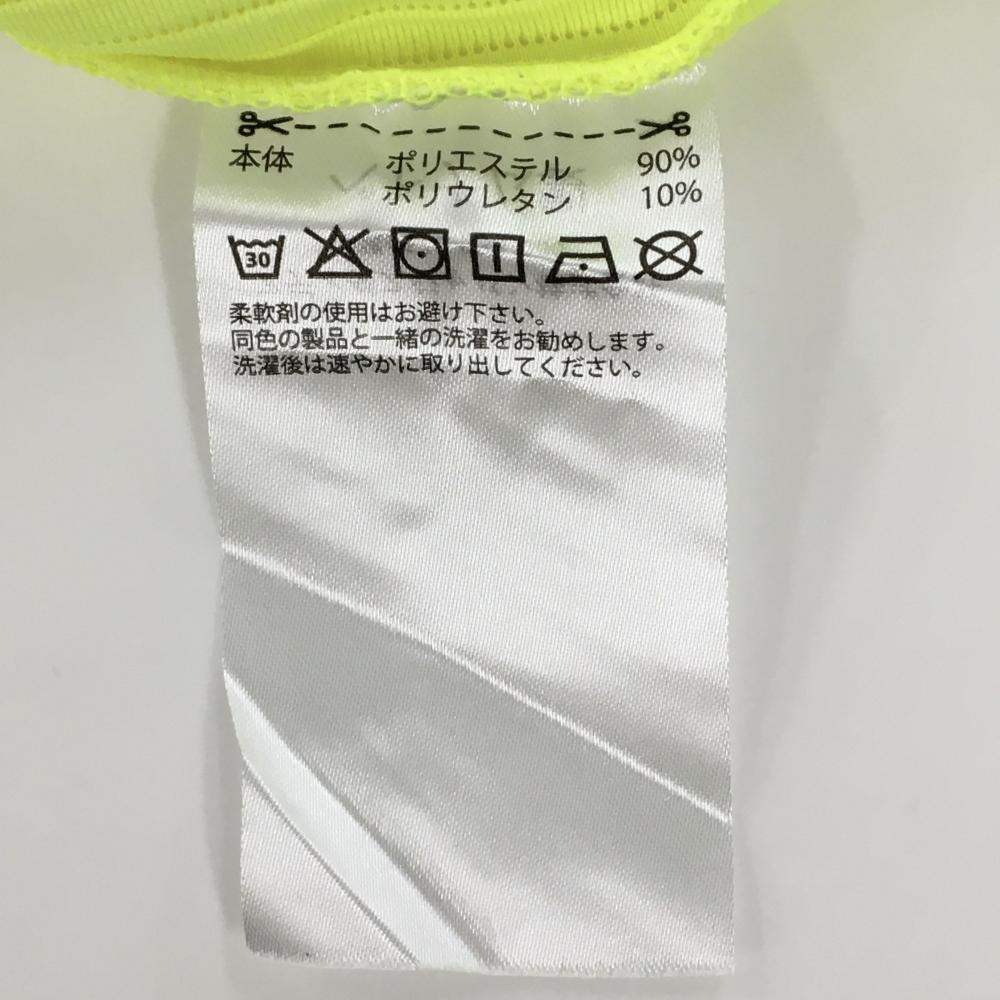 本体 ポリエステル 90%
ポリウレタン 10%
30
柔軟剤の使用はお避け下さい。
同色の製品と一緒の洗濯をお勧めします。
洗濯後は速やかに取り出してください。